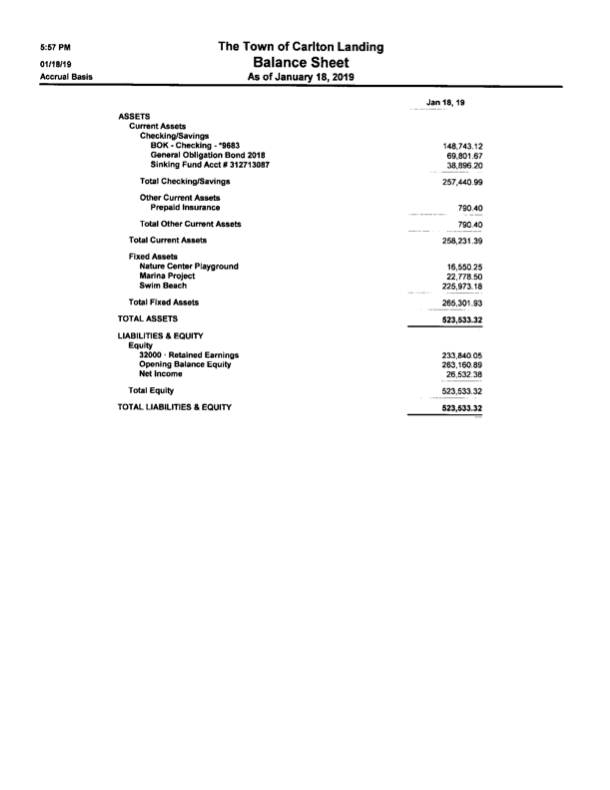 5:57 PM
The Town of Carlton Landing
01/18/19
Balance Sheet
Accrual Basis
As of January 18, 2019
Jan 18, 19
ASSETS
Current Assets
Checking/Savings
BOK - Checking - *9683 148,743.12
General Obligation Bond 2018 69,801.67
Sinking Fund Acct # 312713087 38,896.20
Total Checking/Savings 257,440.99
Other Current Assets
Prepaid Insurance 790.40
Total Other Current Assets 790.40
Total Current Assets 258,231.39
Fixed Assets
Nature Center Playground 16,550.25
Marina Project 22,778.50
Swim Beach 225,973.18
Total Fixed Assets 265,301.93
TOTAL ASSETS 523,533.32
LIABILITIES & EQUITY
Equity
32000 · Retained Earnings 233,840.05
Opening Balance Equity 263,160.89
Net Income 26,532.38
Total Equity 523,533.32
TOTAL LIABILITIES & EQUITY 523,533.32